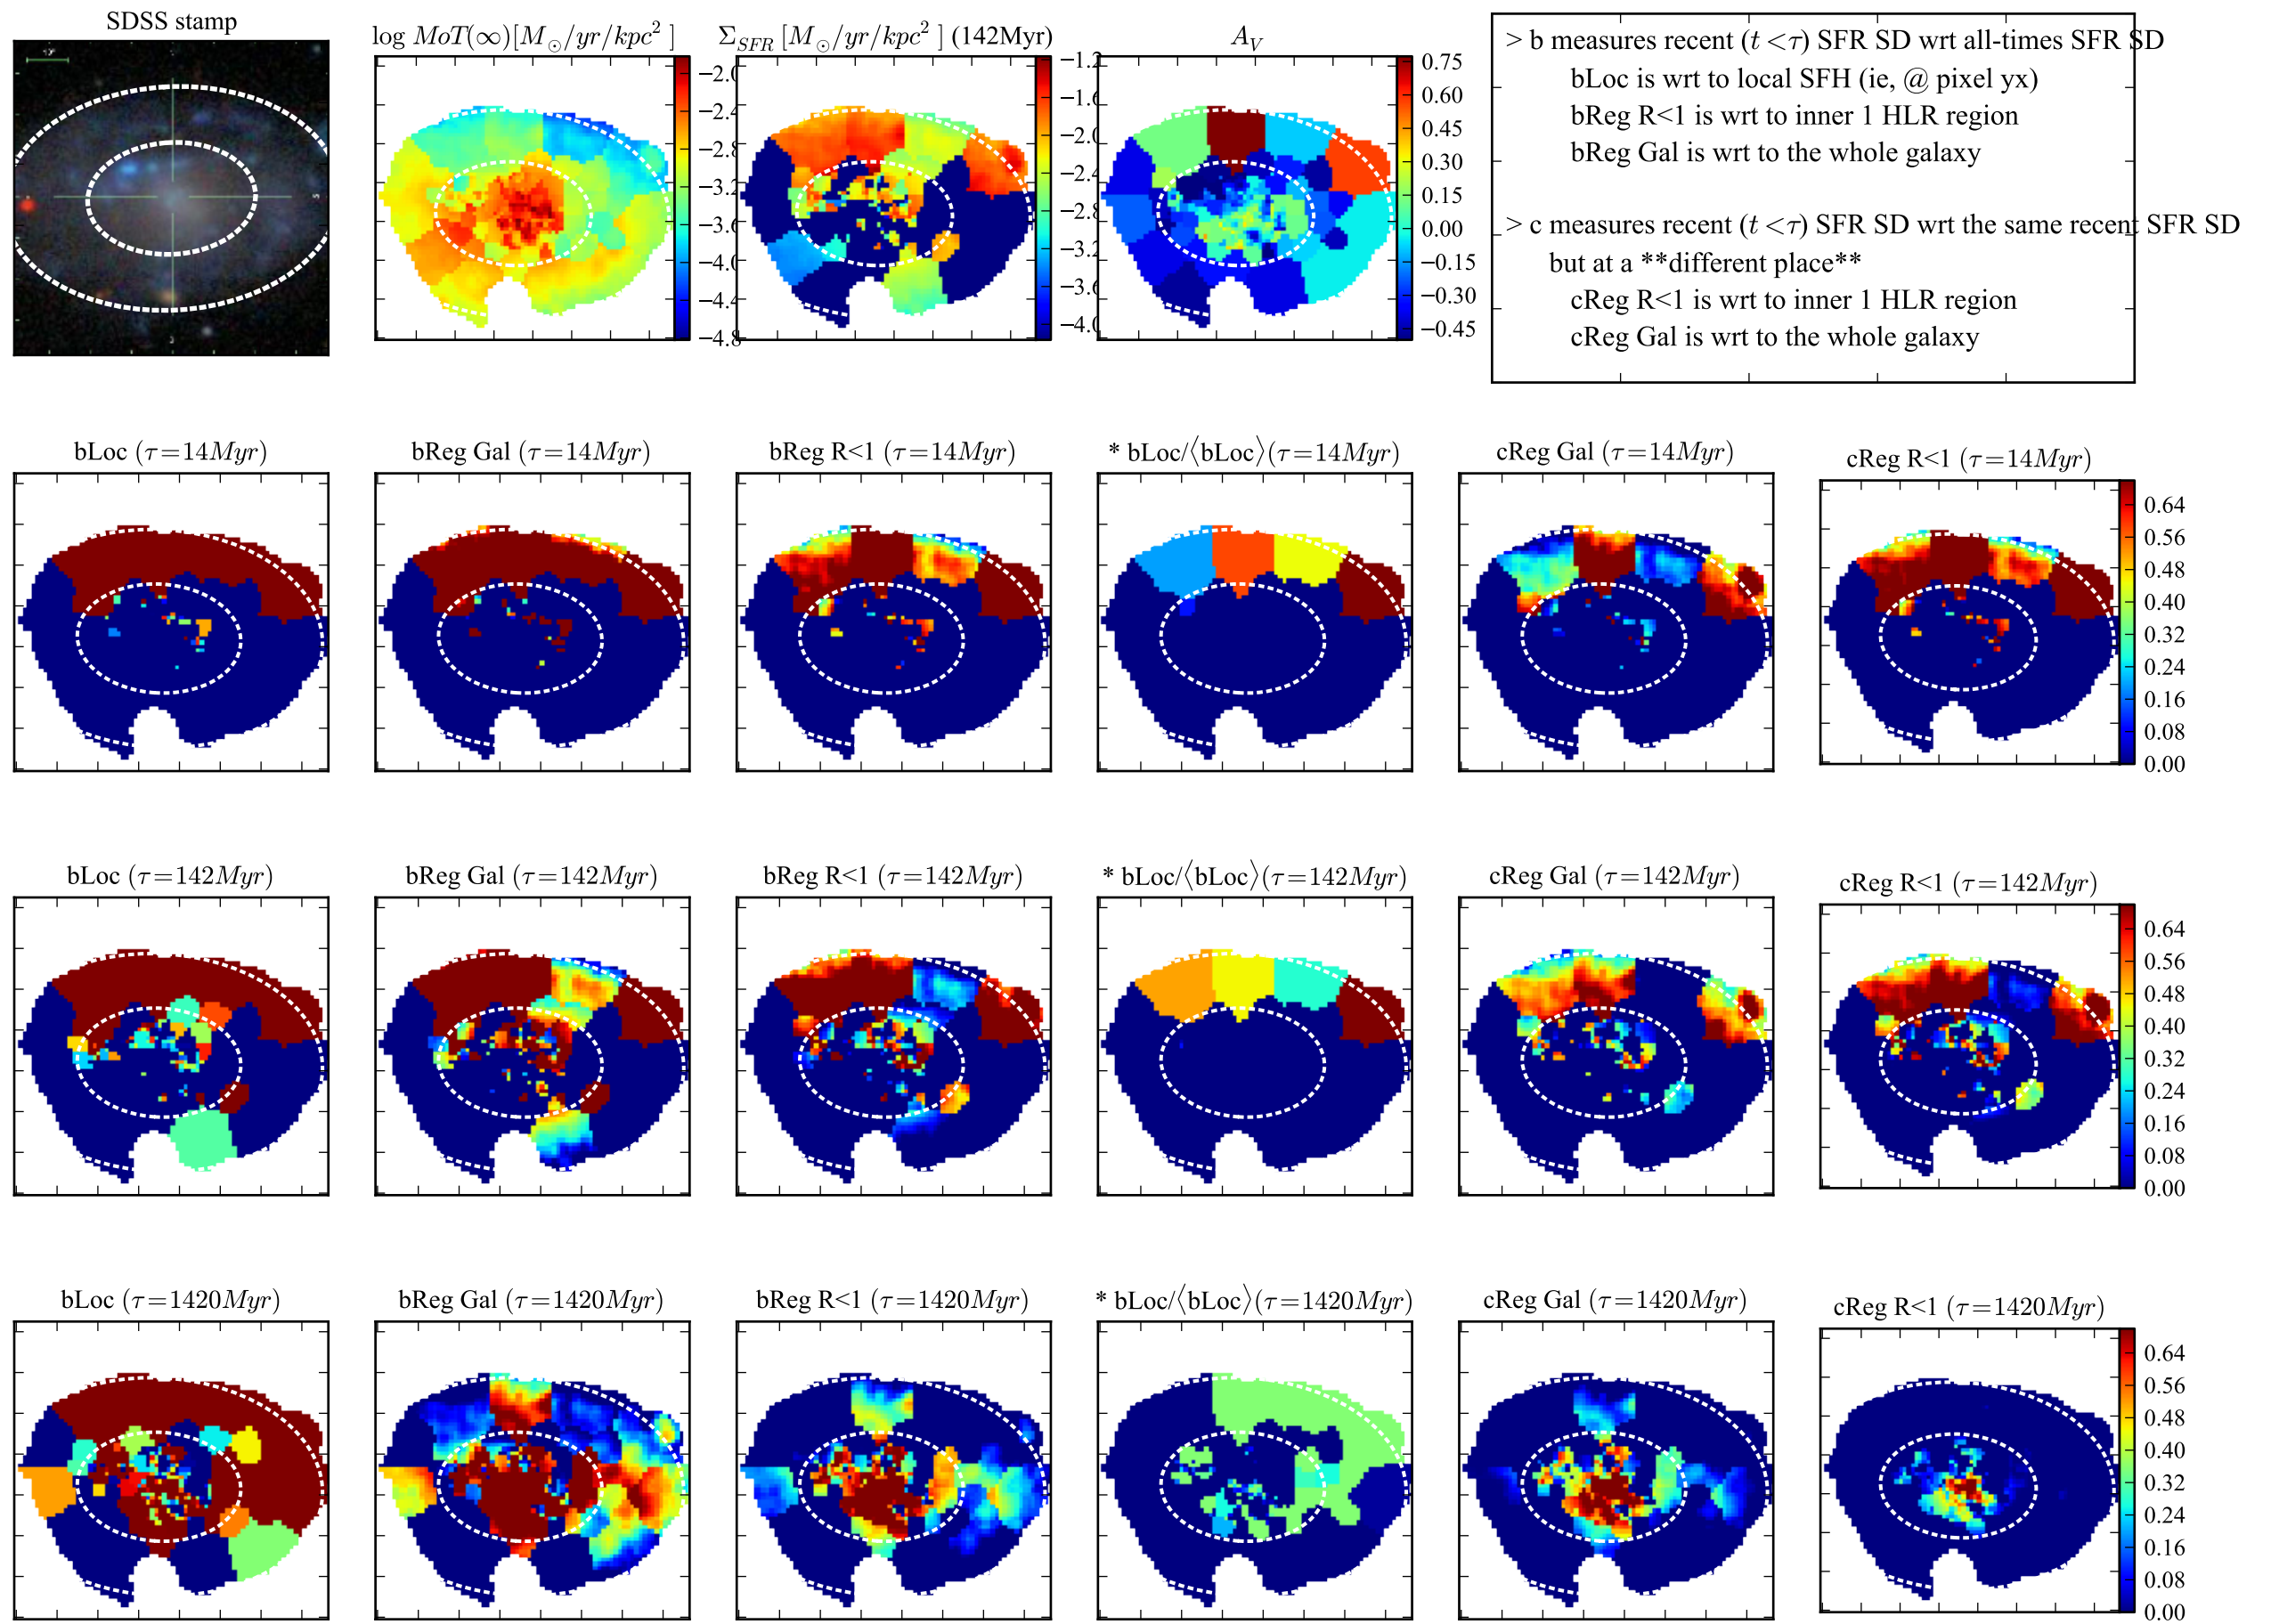 SDSS stamp
log MoT(∞)[M⊙/yr/kpc² ]
Σ_SFR [M⊙/yr/kpc² ] (142Myr)
A_V
−2.0
−2.4
−2.8
−3.2
−3.6
−4.0
−4.4
−4.8
−1.2
−1.6
−2.0
−2.4
−2.8
−3.2
−3.6
−4.0
0.75
0.60
0.45
0.30
0.15
0.00
−0.15
−0.30
−0.45
> b measures recent (t <τ) SFR SD wrt all-times SFR SD
bLoc is wrt to local SFH (ie, @ pixel yx)
bReg R<1 is wrt to inner 1 HLR region
bReg Gal is wrt to the whole galaxy
> c measures recent (t <τ) SFR SD wrt the same recent SFR SD
but at a **different place**
cReg R<1 is wrt to inner 1 HLR region
cReg Gal is wrt to the whole galaxy
bLoc (τ=14Myr)
bReg Gal (τ=14Myr)
bReg R<1 (τ=14Myr)
* bLoc/⟨bLoc⟩(τ=14Myr)
cReg Gal (τ=14Myr)
cReg R<1 (τ=14Myr)
0.64
0.56
0.48
0.40
0.32
0.24
0.16
0.08
0.00
bLoc (τ=142Myr)
bReg Gal (τ=142Myr)
bReg R<1 (τ=142Myr)
* bLoc/⟨bLoc⟩(τ=142Myr)
cReg Gal (τ=142Myr)
cReg R<1 (τ=142Myr)
0.64
0.56
0.48
0.40
0.32
0.24
0.16
0.08
0.00
bLoc (τ=1420Myr)
bReg Gal (τ=1420Myr)
bReg R<1 (τ=1420Myr)
* bLoc/⟨bLoc⟩(τ=1420Myr)
cReg Gal (τ=1420Myr)
cReg R<1 (τ=1420Myr)
0.64
0.56
0.48
0.40
0.32
0.24
0.16
0.08
0.00